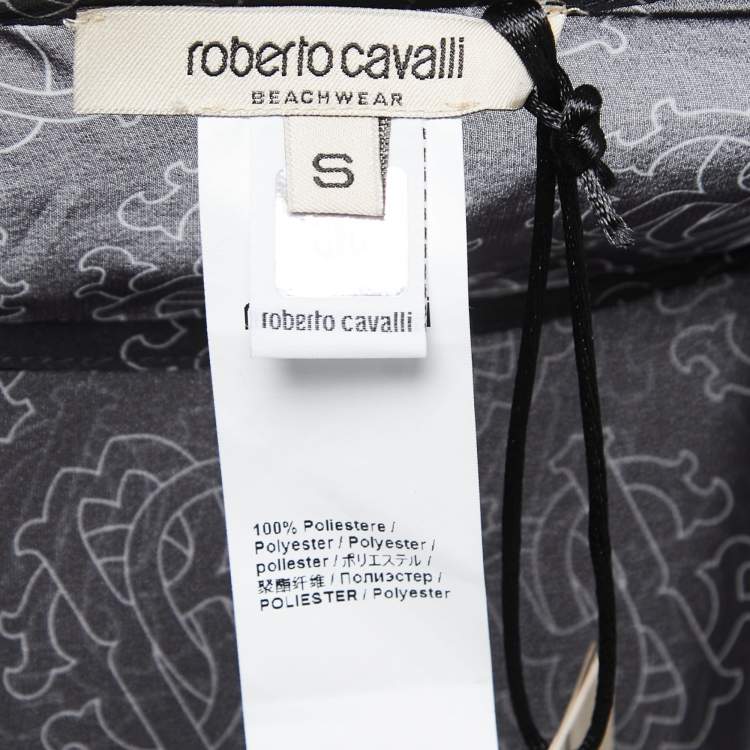 roberto cavalli
BEACHWEAR
S
roberto cavalli
100% Poliestere /
Polyester / Polyester /
poliester / ポリエステル /
聚酯纤维 / Полиэстер /
POLIESTER / Polyester